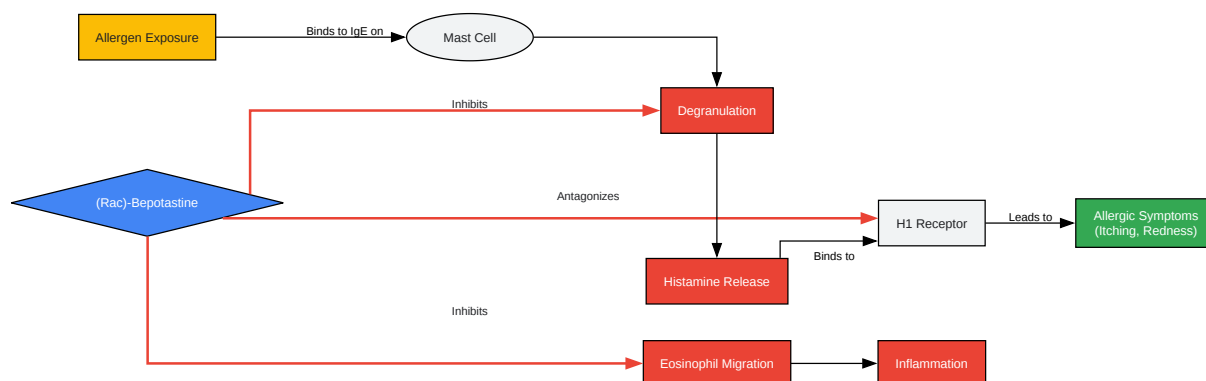 Allergen Exposure
Binds to IgE on
Mast Cell
Inhibits
Degranulation
(Rac)-Bepotastine
Antagonizes
H1 Receptor
Leads to
Allergic Symptoms
(Itching, Redness)
Binds to
Histamine Release
Inhibits
Eosinophil Migration
Inflammation